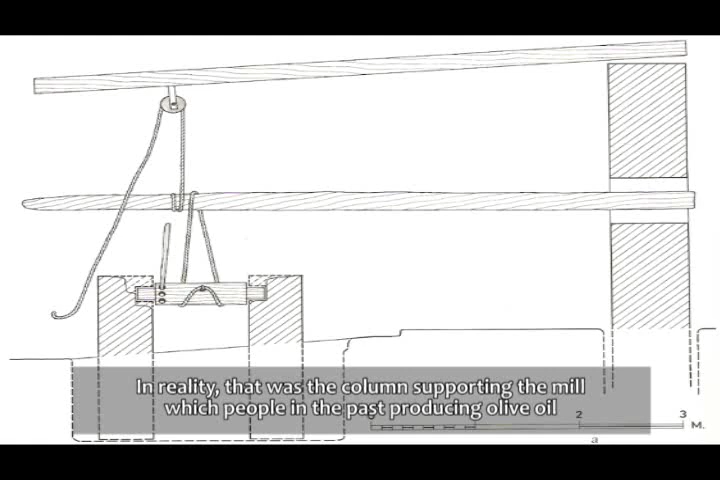 In reality, that was the column supporting the mill
which people in the past producing olive oil
2 3 M.
a